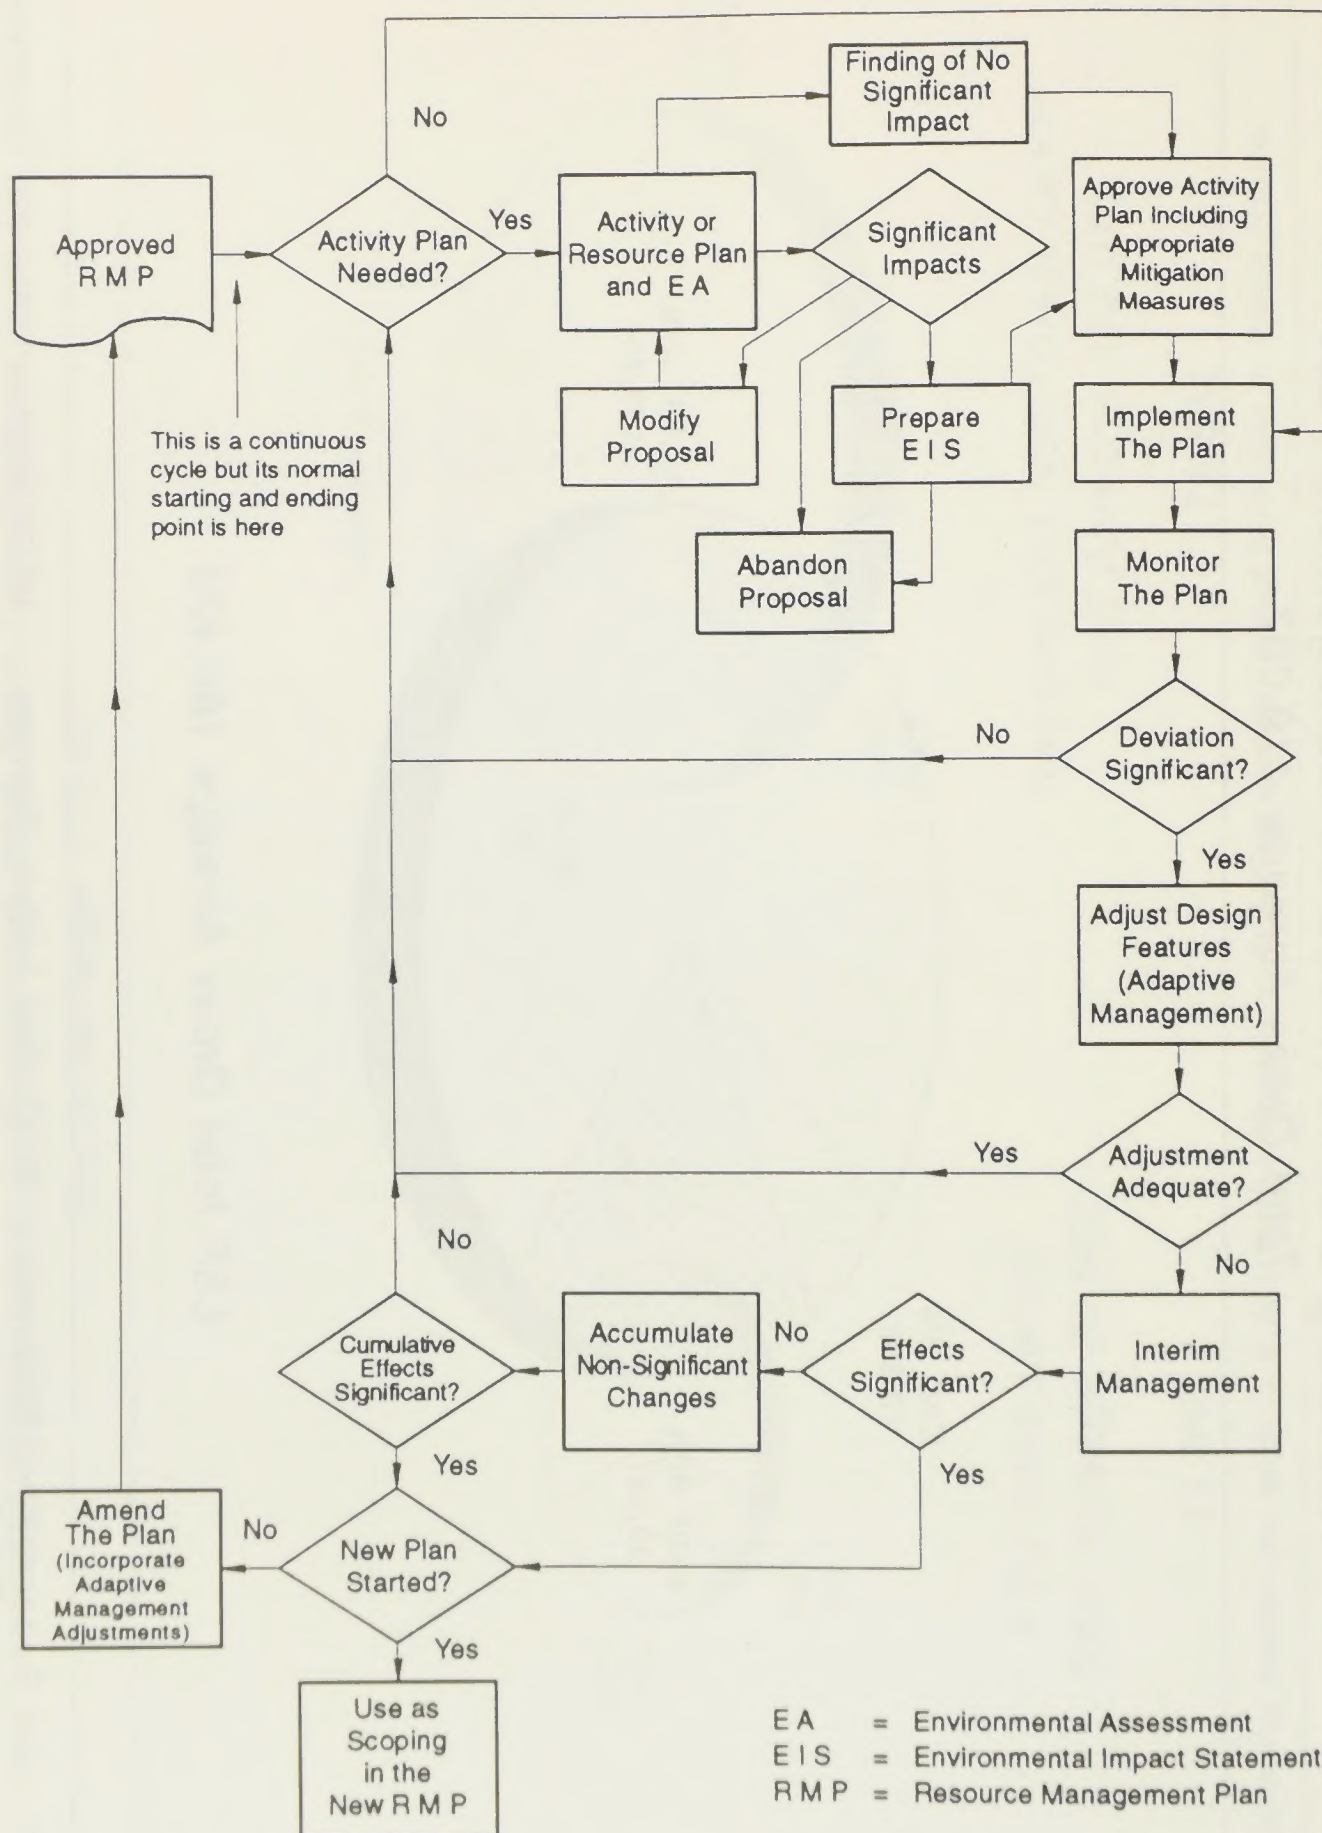 Finding of No
Significant
Impact
No
Approved
R M P
Activity Plan
Needed?
Yes
Activity or
Resource Plan
and E A
Significant
Impacts
Approve Activity
Plan Including
Appropriate
Mitigation
Measures
This is a continuous
cycle but its normal
starting and ending
point is here
Modify
Proposal
Prepare
E I S
Implement
The Plan
Abandon
Proposal
Monitor
The Plan
No
Deviation
Significant?
Yes
Adjust Design
Features
(Adaptive
Management)
Yes
Adjustment
Adequate?
No
No
Cumulative
Effects
Significant?
Accumulate
Non-Significant
Changes
No
Effects
Significant?
Interim
Management
Yes
Yes
Amend
The Plan
(Incorporate
Adaptive
Management
Adjustments)
No
New Plan
Started?
Yes
Use as
Scoping
in the
New R M P
E A = Environmental Assessment
E I S = Environmental Impact Statement
R M P = Resource Management Plan